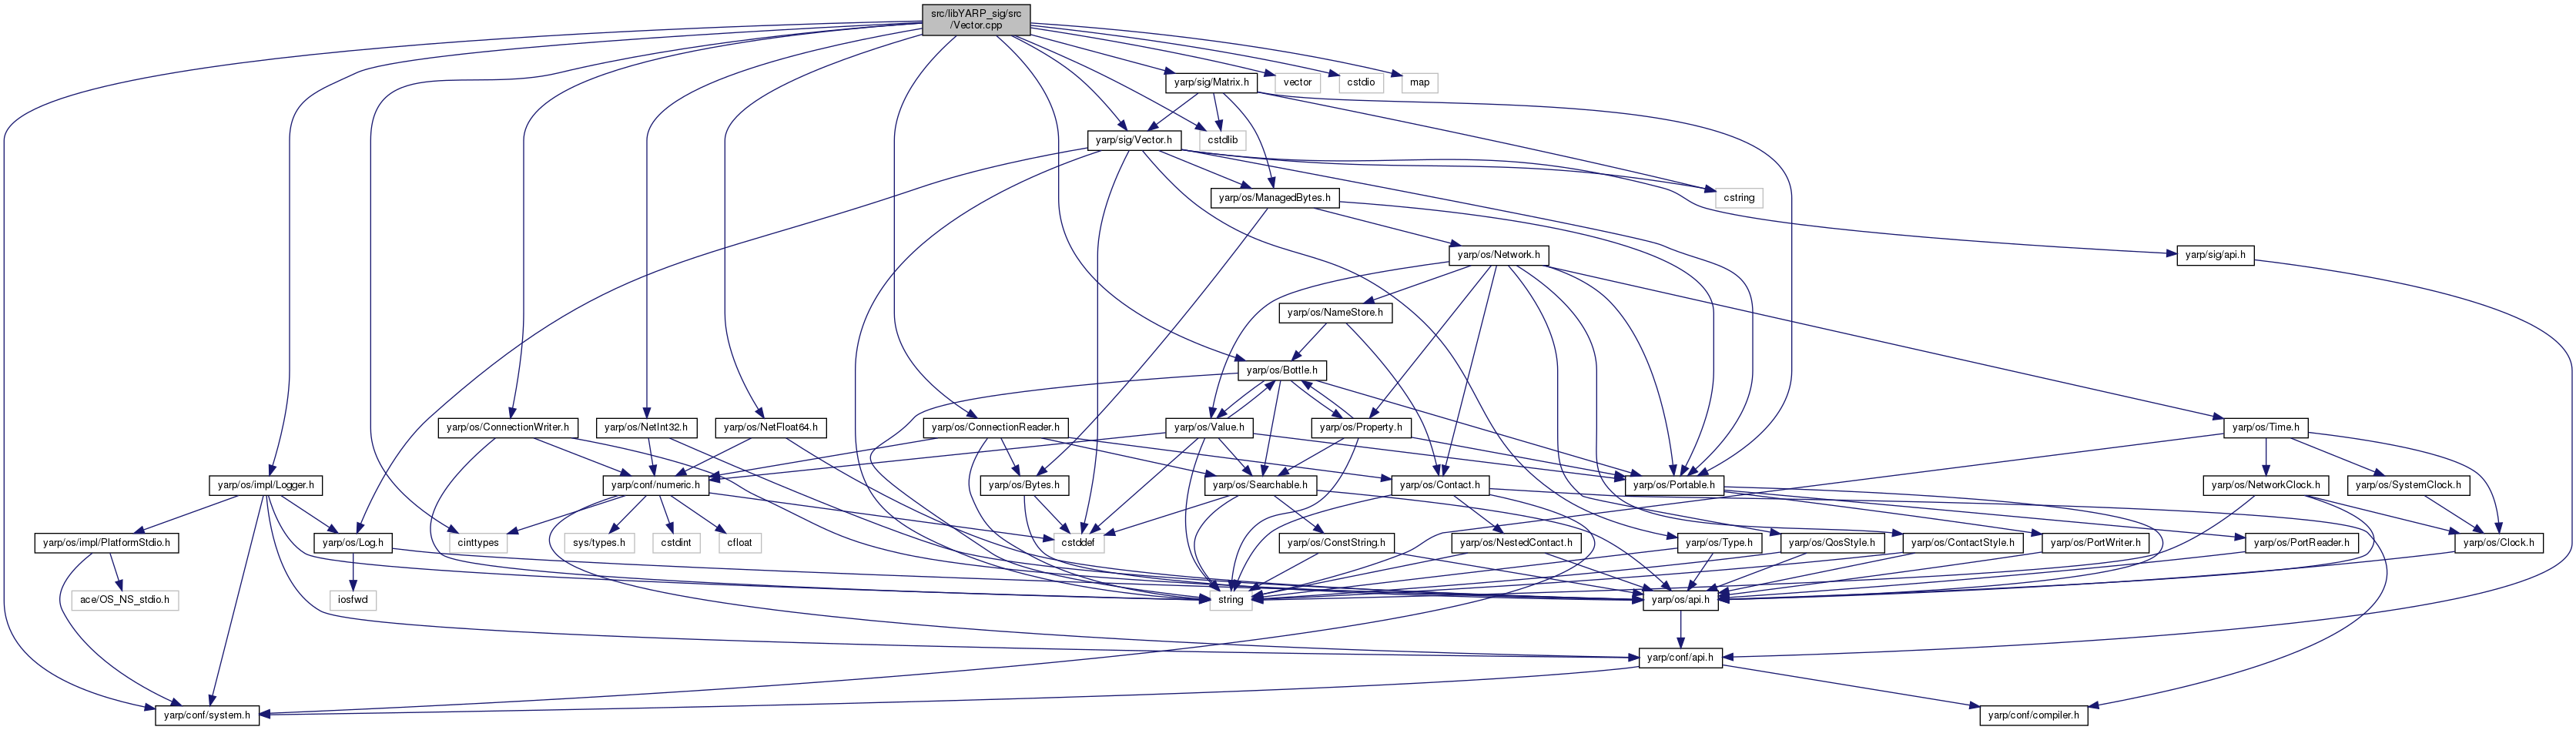 src/libYARP_sig/src
/Vector.cpp
yarp/sig/Matrix.h
vector
cstdio
map
yarp/sig/Vector.h
cstdlib
yarp/os/ManagedBytes.h
cstring
yarp/os/Network.h
yarp/sig/api.h
yarp/os/NameStore.h
yarp/os/Bottle.h
yarp/os/ConnectionWriter.h
yarp/os/NetInt32.h
yarp/os/NetFloat64.h
yarp/os/ConnectionReader.h
yarp/os/Value.h
yarp/os/Property.h
yarp/os/Time.h
yarp/os/impl/Logger.h
yarp/conf/numeric.h
yarp/os/Bytes.h
yarp/os/Searchable.h
yarp/os/Contact.h
yarp/os/Portable.h
yarp/os/NetworkClock.h
yarp/os/SystemClock.h
yarp/os/impl/PlatformStdio.h
yarp/os/Log.h
cinttypes
sys/types.h
cstdint
cfloat
cstddef
yarp/os/ConstString.h
yarp/os/NestedContact.h
yarp/os/Type.h
yarp/os/QosStyle.h
yarp/os/ContactStyle.h
yarp/os/PortWriter.h
yarp/os/PortReader.h
yarp/os/Clock.h
ace/OS_NS_stdio.h
iosfwd
string
yarp/os/api.h
yarp/conf/api.h
yarp/conf/system.h
yarp/conf/compiler.h